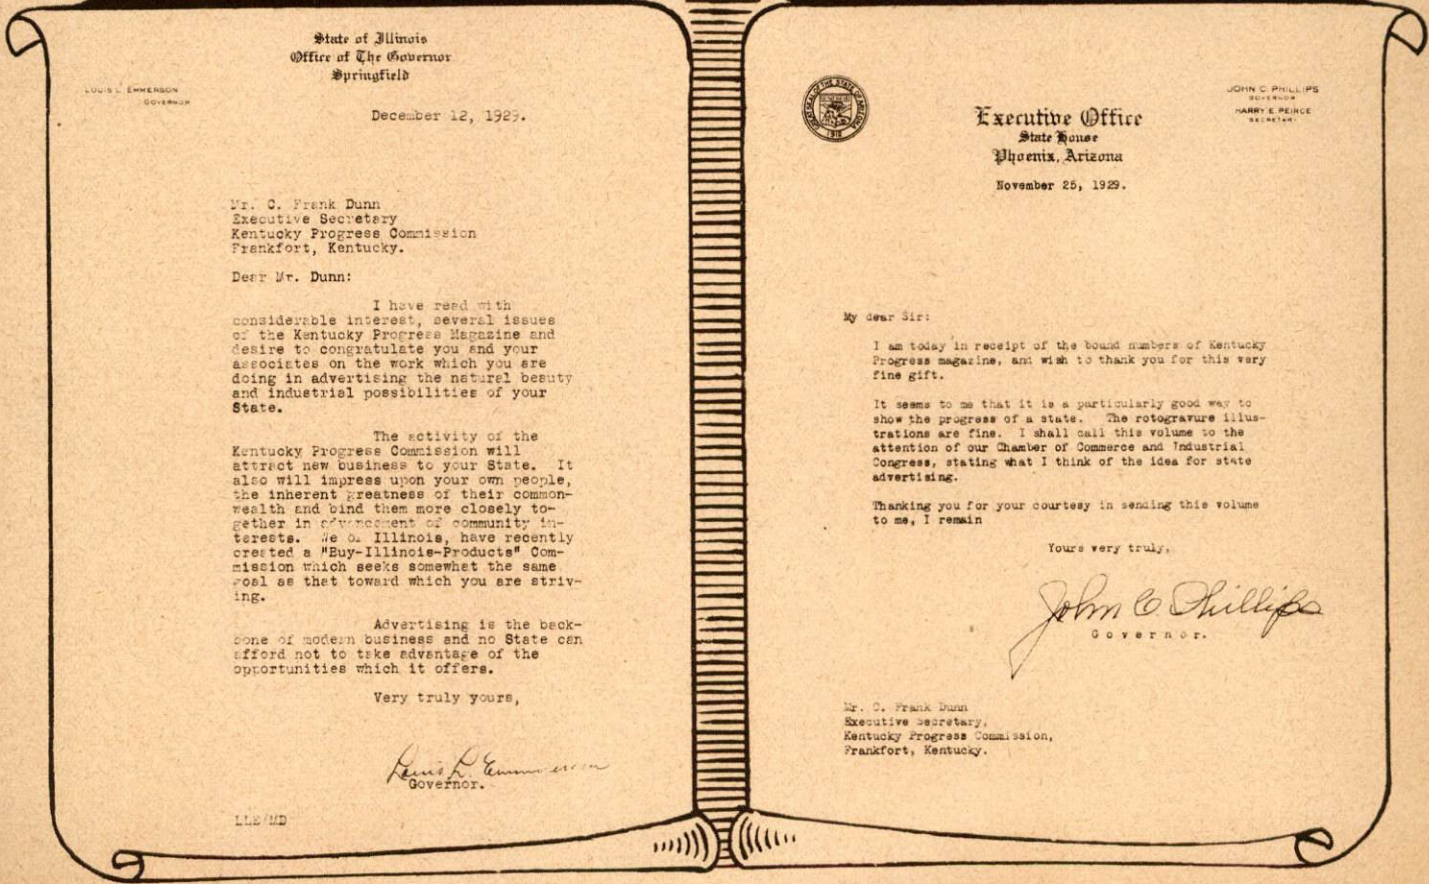 State of Illinois
Office of The Governor
Springfield
LOUIS L. EMMERSON
GOVERNOR
December 12, 1929.
Mr. C. Frank Dunn
Executive Secretary
Kentucky Progress Commission
Frankfort, Kentucky.
Dear Mr. Dunn:
I have read with
considerable interest, several issues
of the Kentucky Progress Magazine and
desire to congratulate you and your
associates on the work which you are
doing in advertising the natural beauty
and industrial possibilities of your
State.
The activity of the
Kentucky Progress Commission will
attract new business to your State. It
also will impress upon your own people,
the inherent greatness of their common-
wealth and bind them more closely to-
gether in advancement of community in-
terests. We of Illinois, have recently
created a "Buy-Illinois-Products" Com-
mission which seeks somewhat the same
goal as that toward which you are striv-
ing.
Advertising is the back-
bone of modern business and no State can
afford not to take advantage of the
opportunities which it offers.
Very truly yours,
Louis L. Emmerson
Governor.
LLE/MD
GREAT SEAL OF THE STATE OF ARIZONA
1912
JOHN C. PHILLIPS
GOVERNOR
HARRY E. PEIRCE
SECRETARY
Executive Office
State House
Phoenix, Arizona
November 25, 1929.
My dear Sir:
I am today in receipt of the bound numbers of Kentucky
Progress magazine, and wish to thank you for this very
fine gift.
It seems to me that it is a particularly good way to
show the progress of a state. The rotogravure illus-
trations are fine. I shall call this volume to the
attention of our Chamber of Commerce and Industrial
Congress, stating what I think of the idea for state
advertising.
Thanking you for your courtesy in sending this volume
to me, I remain
Yours very truly,
John C. Phillips
Governor.
Mr. C. Frank Dunn
Executive Secretary,
Kentucky Progress Commission,
Frankfort, Kentucky.